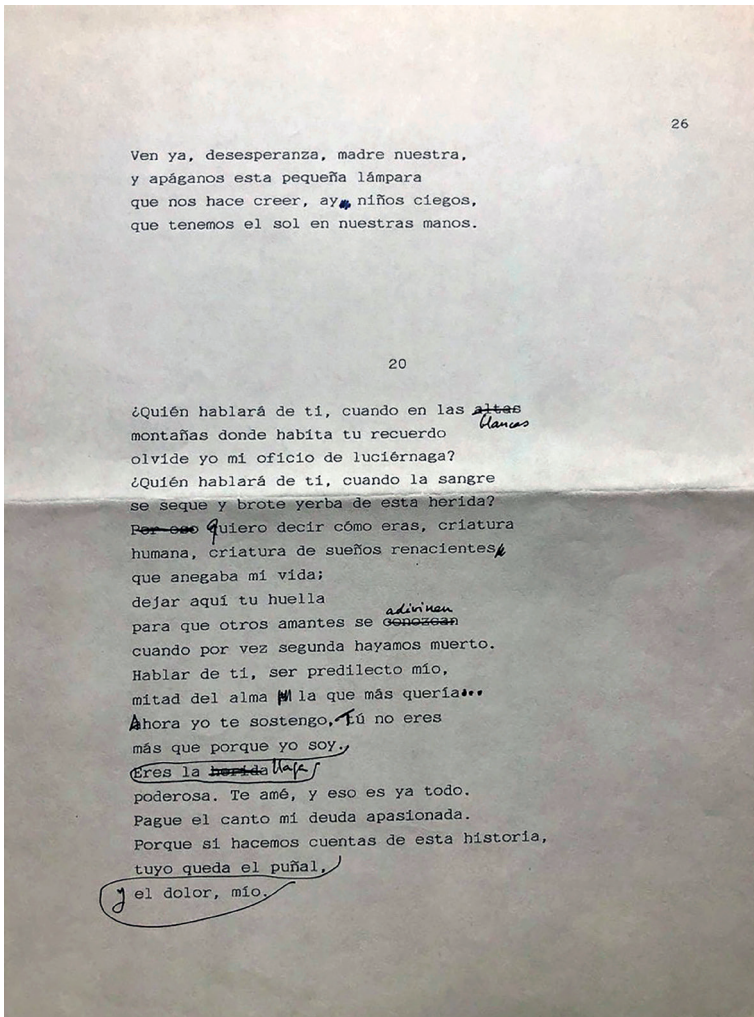 26
Ven ya, desesperanza, madre nuestra,
y apáganos esta pequeña lámpara
que nos hace creer, ay, niños ciegos,
que tenemos el sol en nuestras manos.
20
¿Quién hablará de ti, cuando en las altas
blancas
montañas donde habita tu recuerdo
olvide yo mi oficio de luciérnaga?
¿Quién hablará de ti, cuando la sangre
se seque y brote yerba de esta herida?
Por eso Quiero decir cómo eras, criatura
humana, criatura de sueños renacientes
que anegaba mi vida;
dejar aquí tu huella
adivinen
para que otros amantes se conozcan
cuando por vez segunda hayamos muerto.
Hablar de ti, ser predilecto mío,
mitad del alma la que más quería...
Ahora yo te sostengo, Tú no eres
más que porque yo soy.
Eres la herida llaga
poderosa. Te amé, y eso es ya todo.
Pague el canto mi deuda apasionada.
Porque si hacemos cuentas de esta historia,
tuyo queda el puñal,
y el dolor, mío.